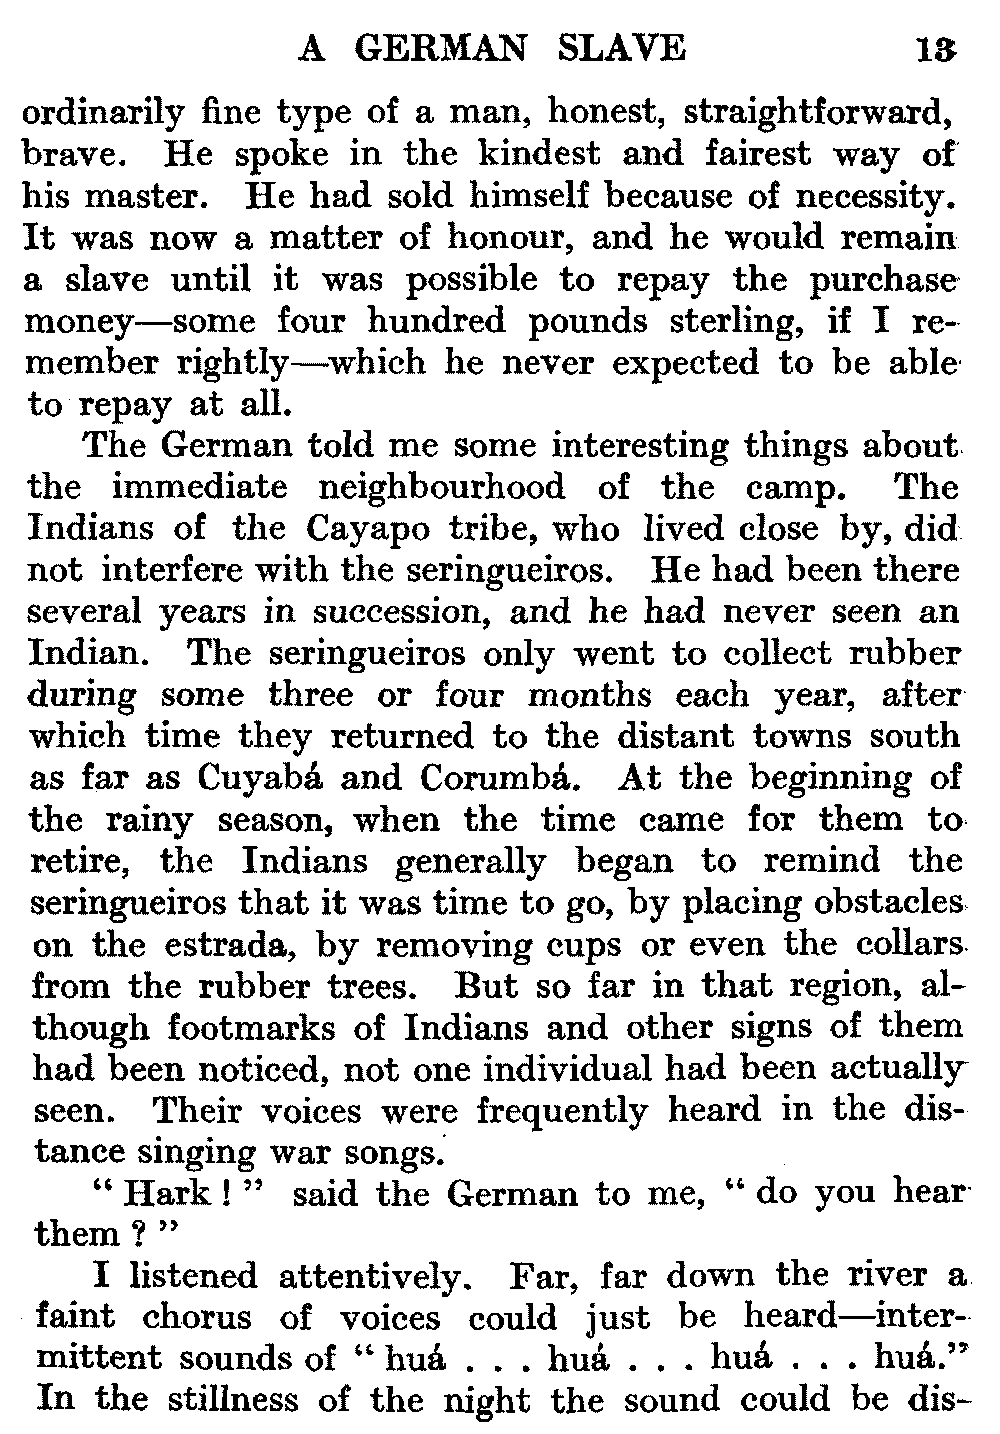 A GERMAN SLAVE 13
ordinarily fine type of a man, honest, straightforward,
brave. He spoke in the kindest and fairest way of
his master. He had sold himself because of necessity.
It was now a matter of honour, and he would remain
a slave until it was possible to repay the purchase
money—some four hundred pounds sterling, if I re-
member rightly—which he never expected to be able
to repay at all.
The German told me some interesting things about
the immediate neighbourhood of the camp. The
Indians of the Cayapo tribe, who lived close by, did
not interfere with the seringueiros. He had been there
several years in succession, and he had never seen an
Indian. The seringueiros only went to collect rubber
during some three or four months each year, after
which time they returned to the distant towns south
as far as Cuyabá and Corumbá. At the beginning of
the rainy season, when the time came for them to
retire, the Indians generally began to remind the
seringueiros that it was time to go, by placing obstacles
on the estrada, by removing cups or even the collars
from the rubber trees. But so far in that region, al-
though footmarks of Indians and other signs of them
had been noticed, not one individual had been actually
seen. Their voices were frequently heard in the dis-
tance singing war songs.
“ Hark ! ” said the German to me, “ do you hear
them ? ”
I listened attentively. Far, far down the river a
faint chorus of voices could just be heard—inter-
mittent sounds of “ huá . . . huá . . . huá . . . huá.”
In the stillness of the night the sound could be dis-